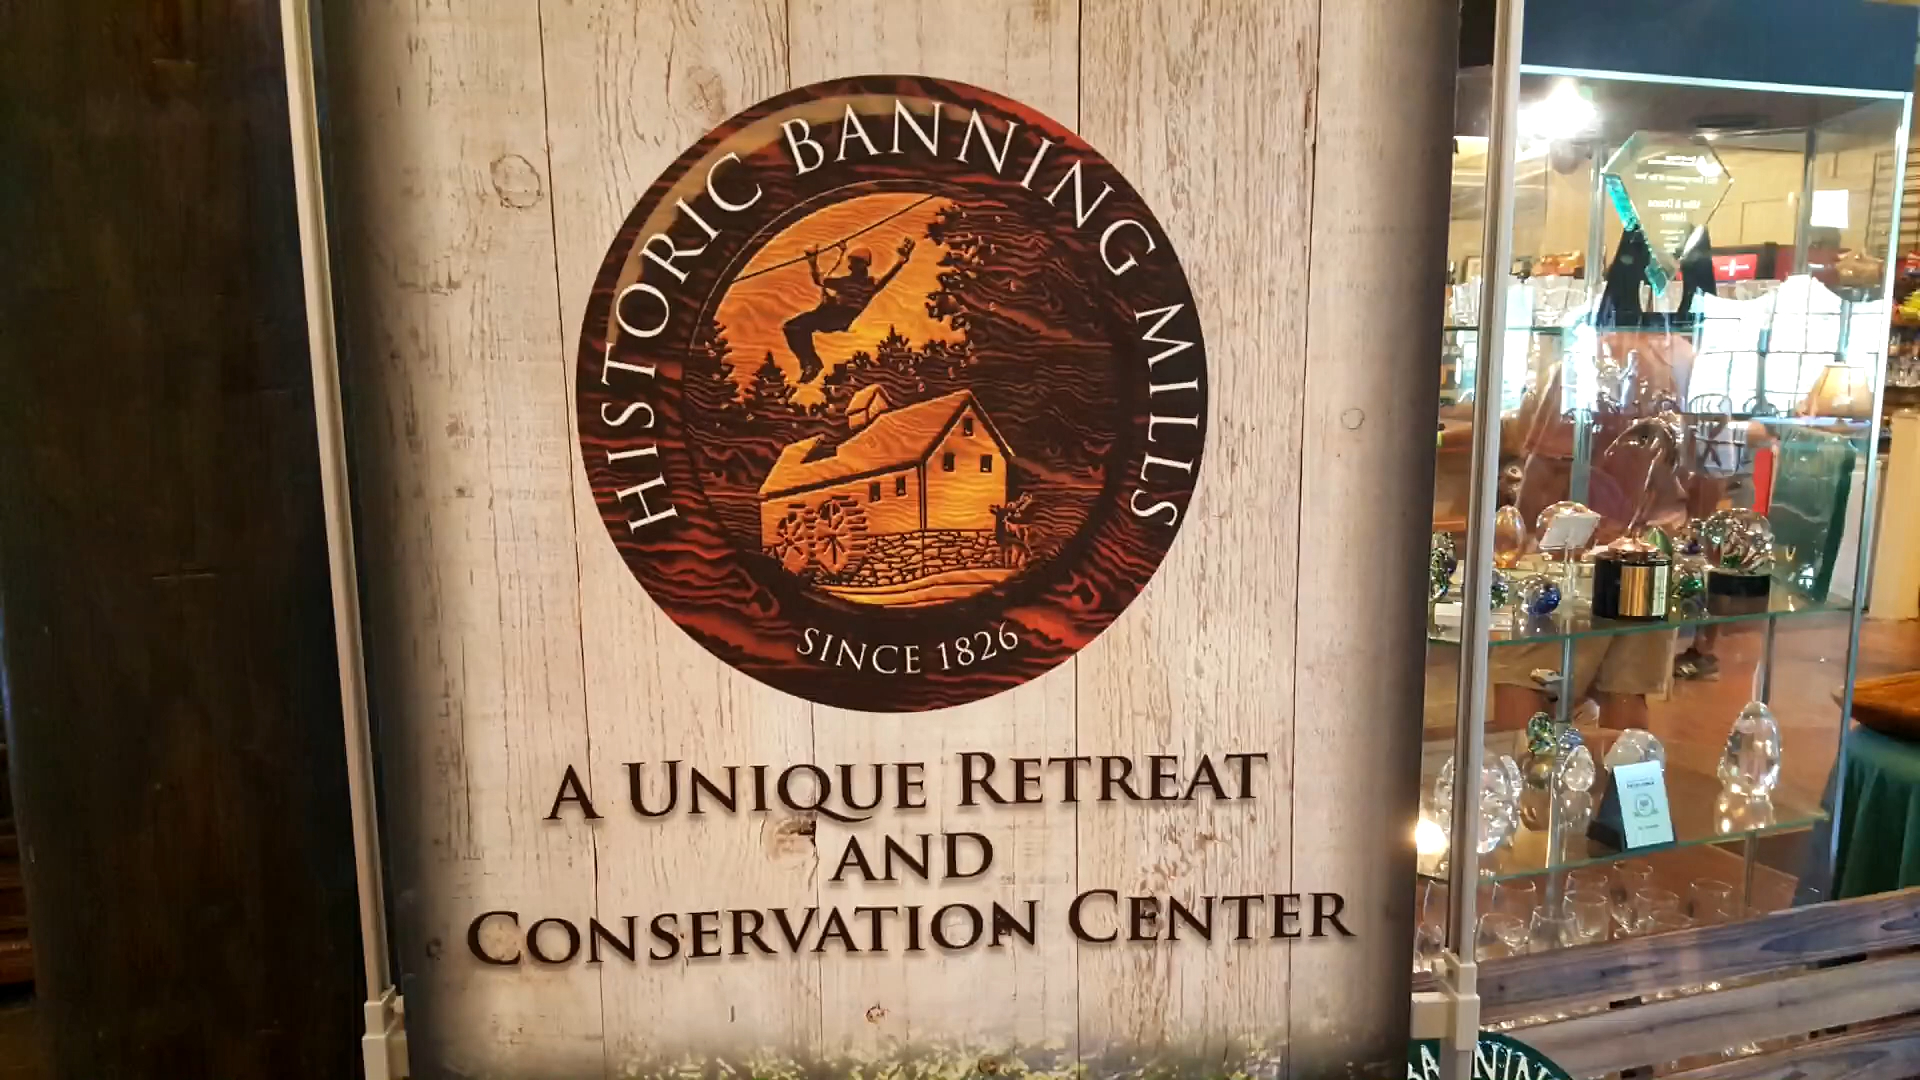 HISTORIC BANNING MILLS
SINCE 1826
A UNIQUE RETREAT
AND
CONSERVATION CENTER